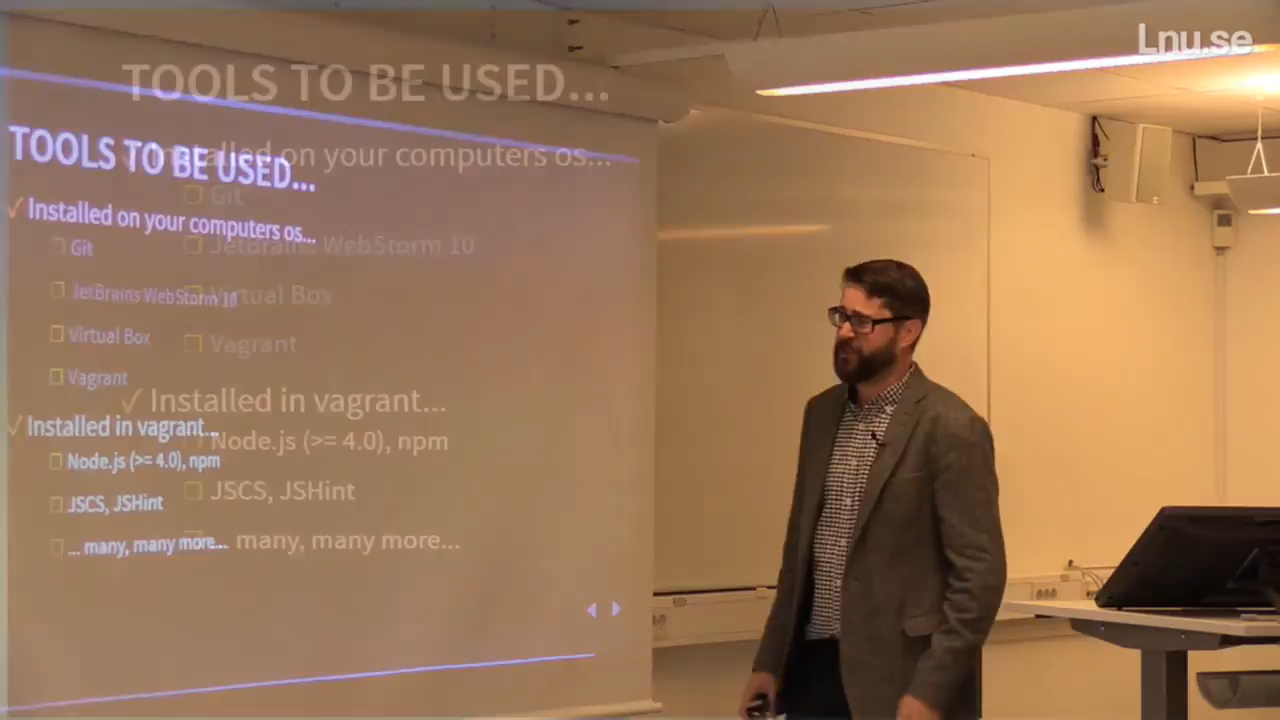 Lnu.se
TOOLS TO BE USED...
Installed on your computers os...
Git
JetBrains WebStorm 10
Virtual Box
Vagrant
Installed in vagrant...
Node.js (>= 4.0), npm
JSCS, JSHint
... many, many more...
TOOLS TO BE USED...
Installed on your computers os...
Git
JetBrains WebStorm 10
Virtual Box
Vagrant
Installed in vagrant...
Node.js (>= 4.0), npm
JSCS, JSHint
many, many more...